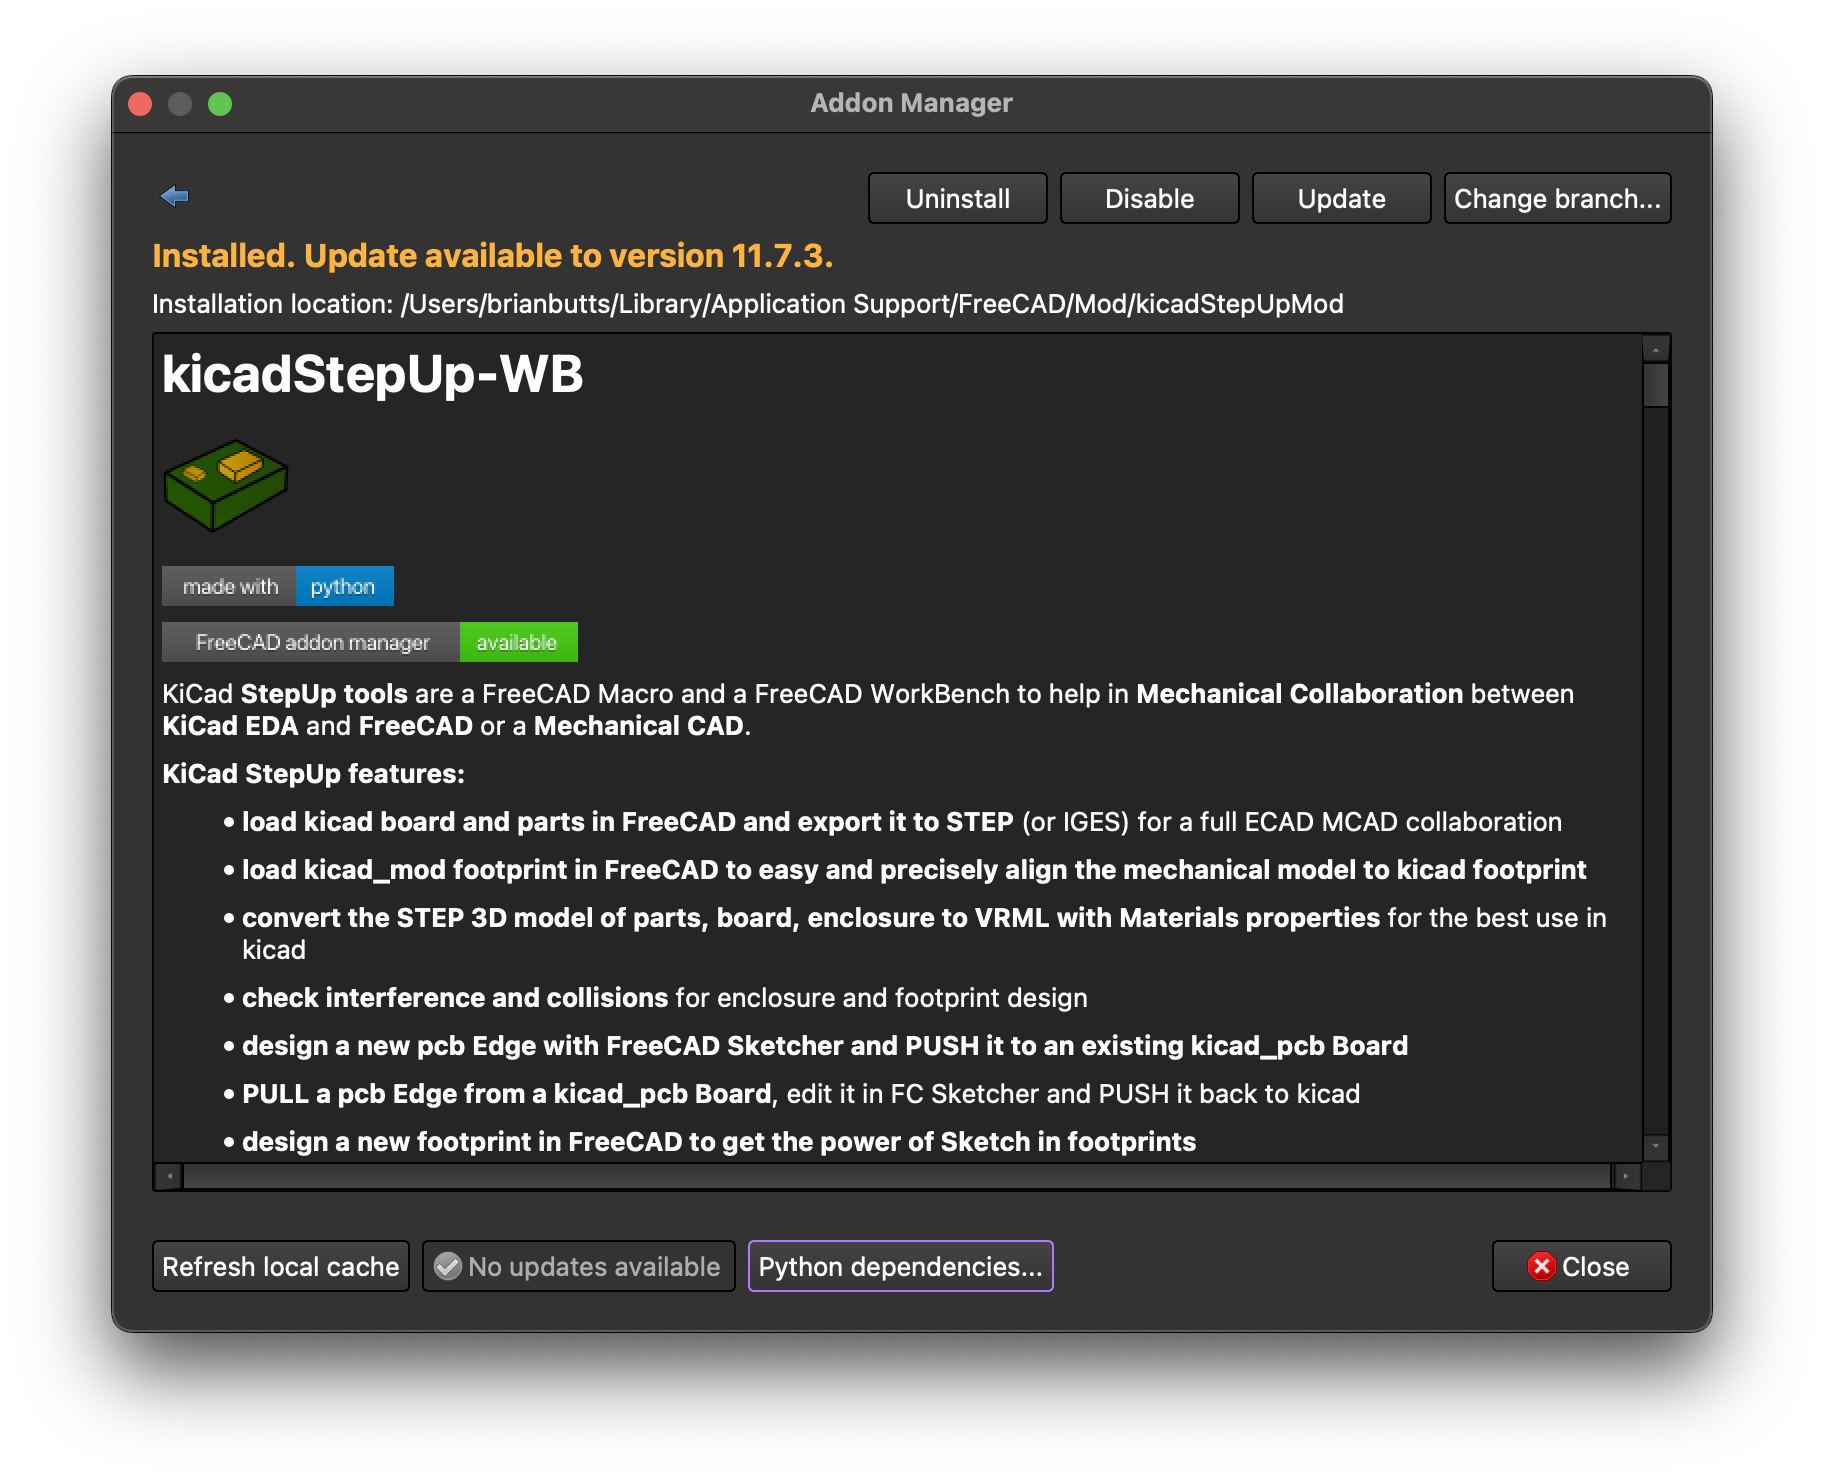 Addon Manager
Uninstall
Disable
Update
Change branch...
Installed. Update available to version 11.7.3.
Installation location: /Users/brianbutts/Library/Application Support/FreeCAD/Mod/kicadStepUpMod
kicadStepUp-WB
made with python
FreeCAD addon manager available
KiCad StepUp tools are a FreeCAD Macro and a FreeCAD WorkBench to help in Mechanical Collaboration between
KiCad EDA and FreeCAD or a Mechanical CAD.
KiCad StepUp features:
• load kicad board and parts in FreeCAD and export it to STEP (or IGES) for a full ECAD MCAD collaboration
• load kicad_mod footprint in FreeCAD to easy and precisely align the mechanical model to kicad footprint
• convert the STEP 3D model of parts, board, enclosure to VRML with Materials properties for the best use in
kicad
• check interference and collisions for enclosure and footprint design
• design a new pcb Edge with FreeCAD Sketcher and PUSH it to an existing kicad_pcb Board
• PULL a pcb Edge from a kicad_pcb Board, edit it in FC Sketcher and PUSH it back to kicad
• design a new footprint in FreeCAD to get the power of Sketch in footprints
Refresh local cache
No updates available
Python dependencies...
Close